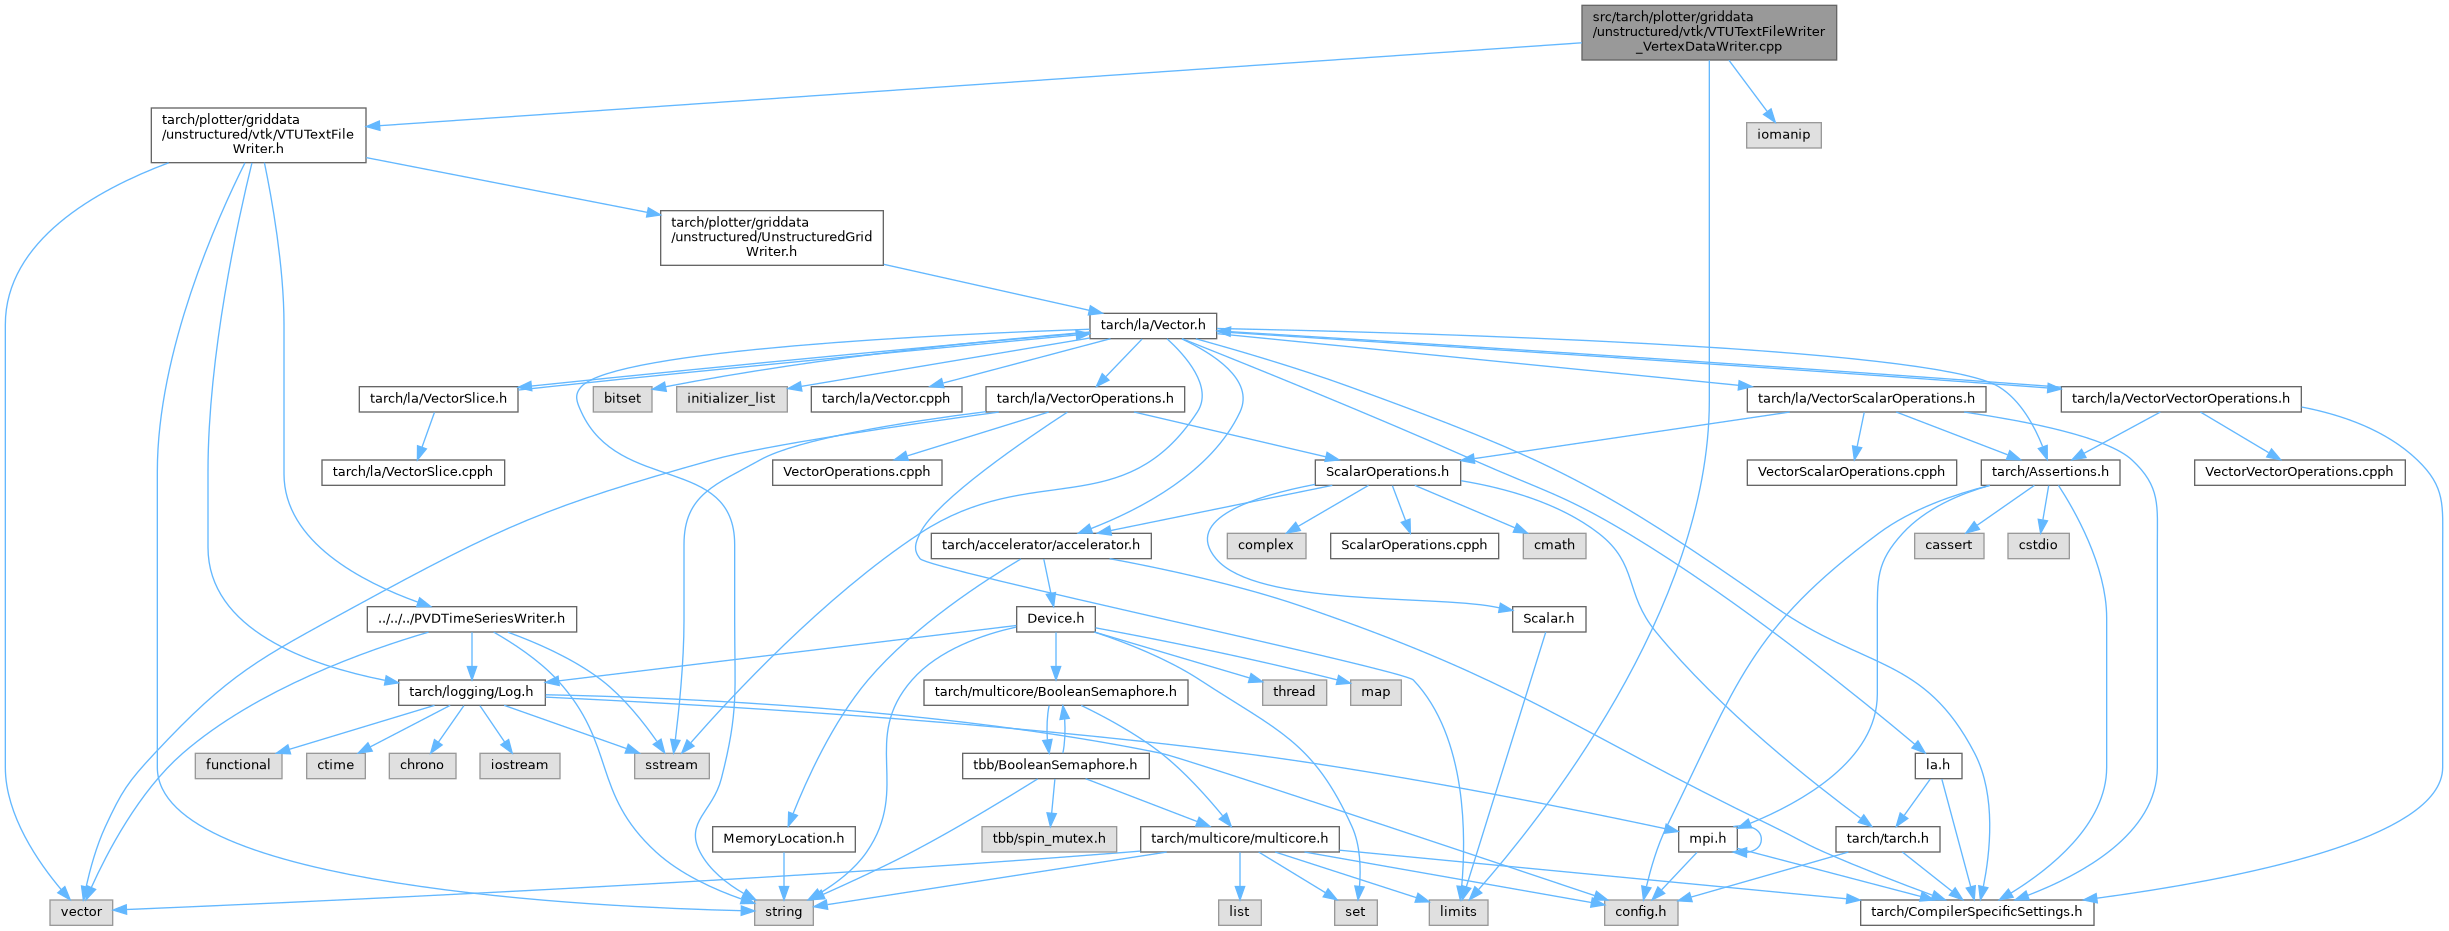 src/tarch/plotter/griddata
/unstructured/vtk/VTUTextFileWriter
_VertexDataWriter.cpp
tarch/plotter/griddata
/unstructured/vtk/VTUTextFile
Writer.h
iomanip
tarch/plotter/griddata
/unstructured/UnstructuredGrid
Writer.h
tarch/la/Vector.h
tarch/la/VectorSlice.h
bitset
initializer_list
tarch/la/Vector.cpph
tarch/la/VectorOperations.h
tarch/la/VectorScalarOperations.h
tarch/la/VectorVectorOperations.h
tarch/la/VectorSlice.cpph
VectorOperations.cpph
ScalarOperations.h
VectorScalarOperations.cpph
tarch/Assertions.h
VectorVectorOperations.cpph
tarch/accelerator/accelerator.h
complex
ScalarOperations.cpph
cmath
cassert
cstdio
../../../PVDTimeSeriesWriter.h
Device.h
Scalar.h
tarch/logging/Log.h
tarch/multicore/BooleanSemaphore.h
thread
map
functional
ctime
chrono
iostream
sstream
tbb/BooleanSemaphore.h
la.h
MemoryLocation.h
tbb/spin_mutex.h
tarch/multicore/multicore.h
mpi.h
tarch/tarch.h
vector
string
list
set
limits
config.h
tarch/CompilerSpecificSettings.h